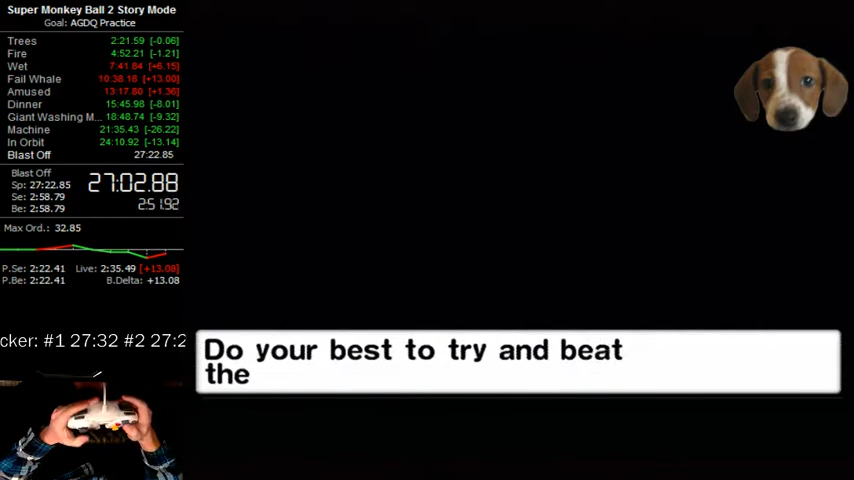 Super Monkey Ball 2 Story Mode
Goal: AGDQ Practice
Trees 2:21.59 [-0.06]
Fire 4:52.21 [-1.21]
Wet 7:41.84 [+6.15]
Fail Whale 10:38.18 [+13.00]
Amused 13:17.80 [+1.36]
Dinner 15:45.98 [-8.01]
Giant Washing M... 18:48.74 [-9.32]
Machine 21:35.43 [-26.22]
In Orbit 24:10.92 [-13.14]
Blast Off 27:22.85
Blast Off
Sp: 27:22.85
Se: 2:58.79
Be: 2:58.79
27:02.88
2:51.92
Max Ord.: 32.85
P.Se: 2:22.41 Live: 2:35.49 [+13.08]
P.Be: 2:22.41 B.Delta: +13.08
cker: #1 27:32 #2 27:2
Do your best to try and beat
the